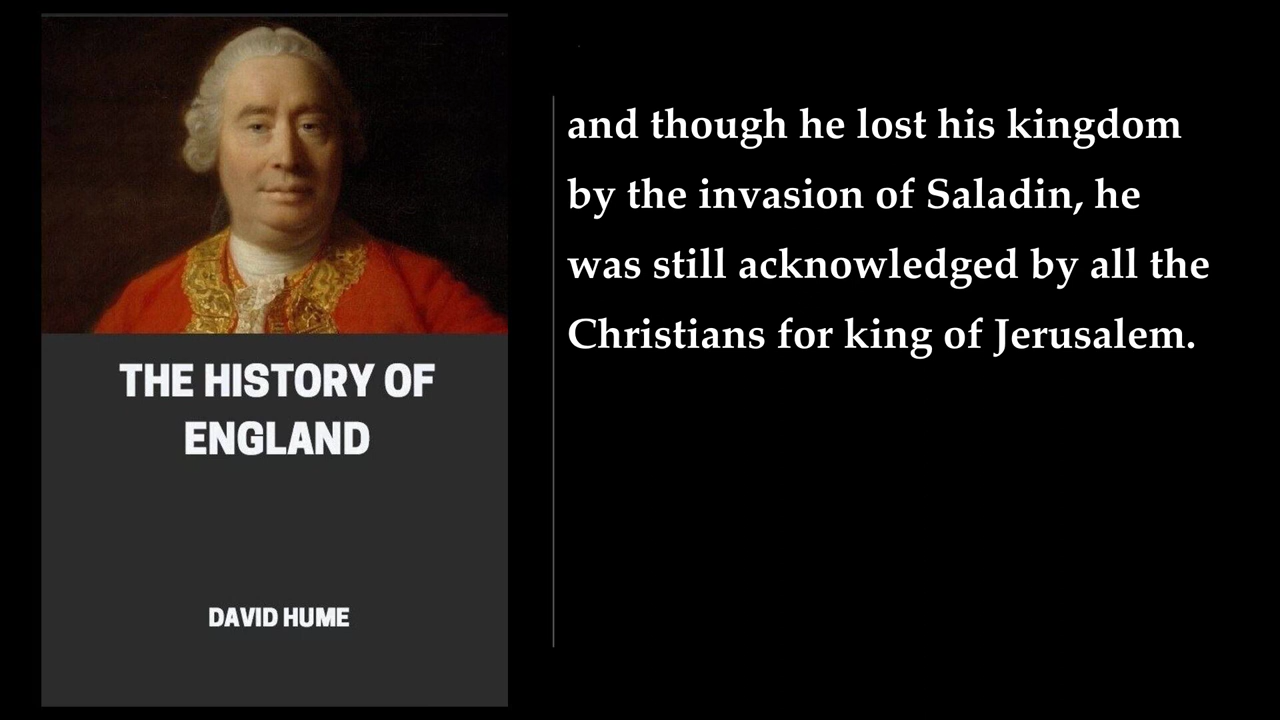 THE HISTORY OF
ENGLAND
DAVID HUME
and though he lost his kingdom
by the invasion of Saladin, he
was still acknowledged by all the
Christians for king of Jerusalem.